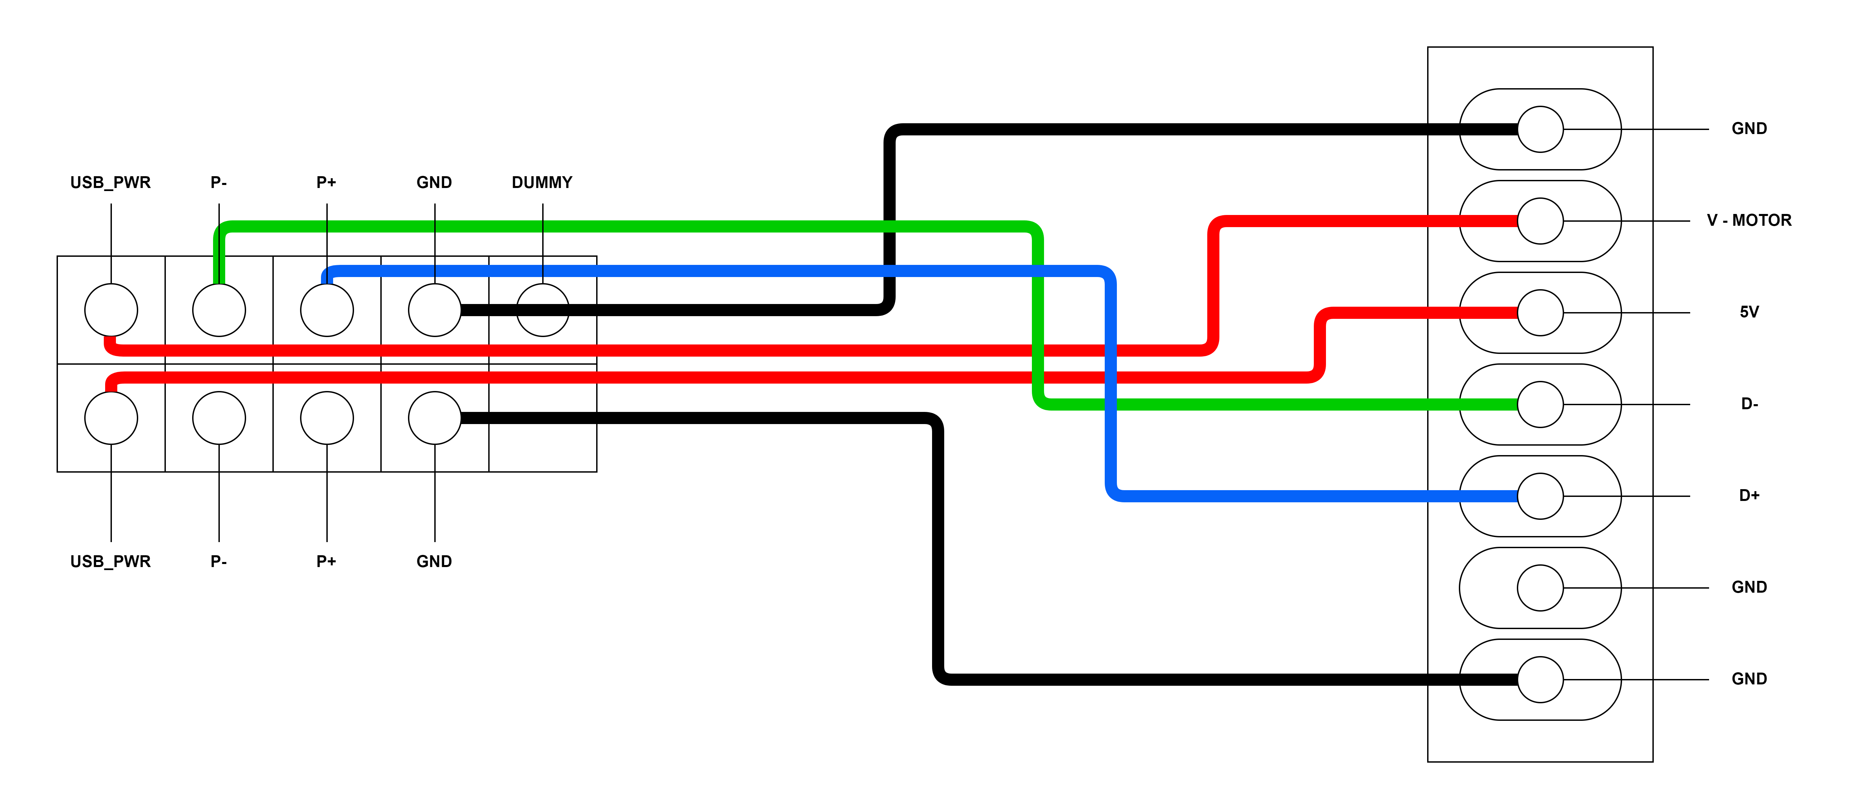 USB_PWR P- P+ GND DUMMY
USB_PWR P- P+ GND
GND
V - MOTOR
5V
D-
D+
GND
GND